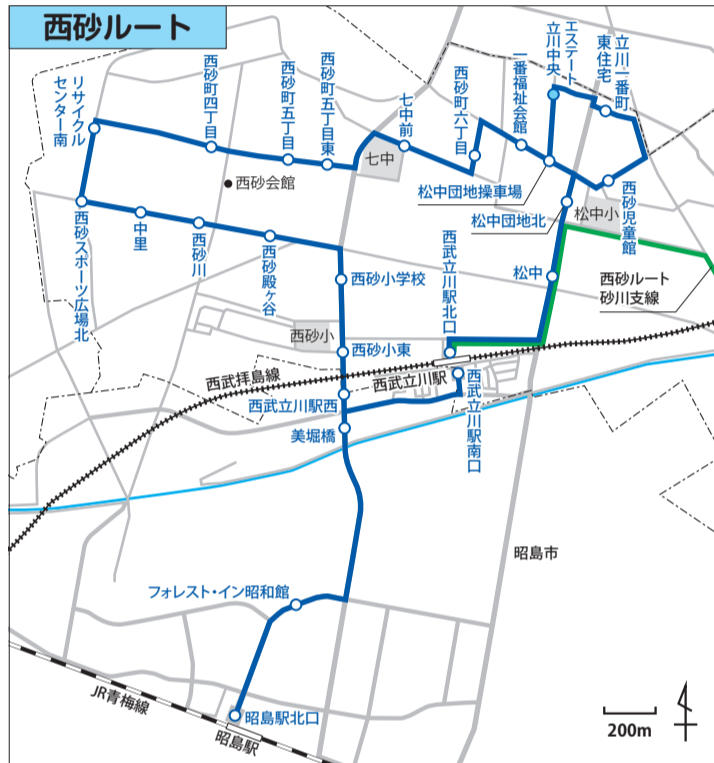 西砂ルート
リサイクル
センター南
西砂町四丁目
西砂町五丁目
西砂町五丁目東
七中前
西砂町六丁目
一番福祉会館
エステート
立川中央
立川一番町
東住宅
七中
西砂会館
松中団地操車場
松中団地北
松中小
西砂児童館
西砂スポーツ広場北
中里
西砂川
西砂殿ヶ谷
西砂小学校
西武立川駅北口
松中
西砂ルート
砂川支線
西砂小
西砂小東
西武拝島線
西武立川駅
西武立川駅西
西武立川駅南口
美堀橋
昭島市
フォレスト・イン昭和館
JR青梅線
昭島駅北口
昭島駅
200m